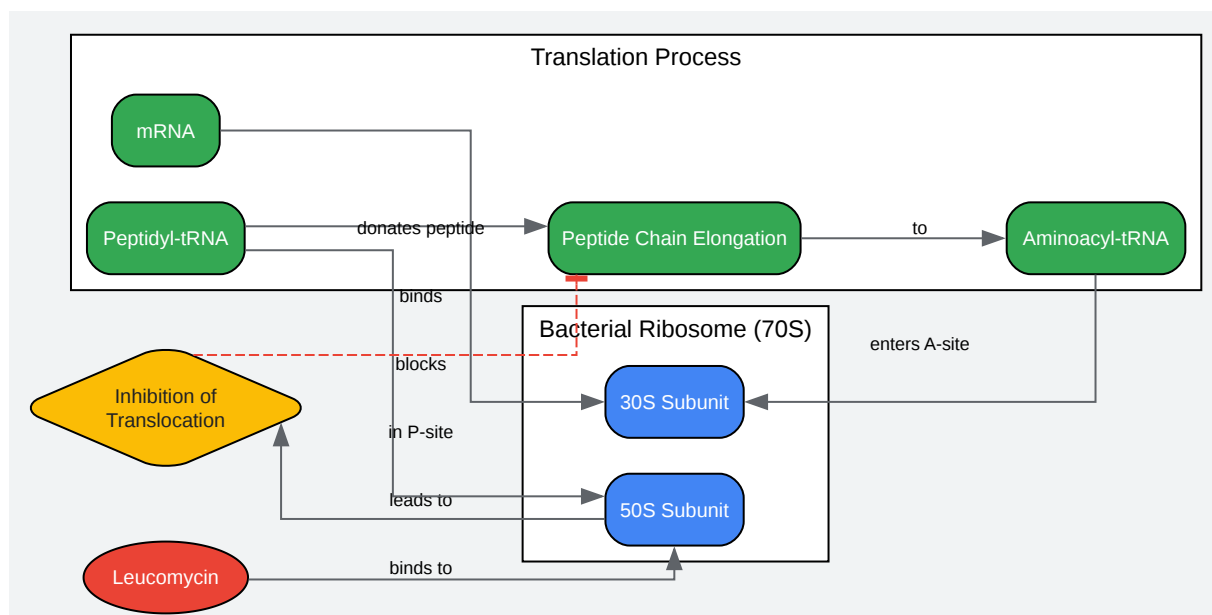 Translation Process
mRNA
Peptidyl-tRNA
donates peptide
Peptide Chain Elongation
to
Aminoacyl-tRNA
binds
Bacterial Ribosome (70S)
enters A-site
blocks
Inhibition of
Translocation
30S Subunit
in P-site
leads to
50S Subunit
Leucomycin
binds to